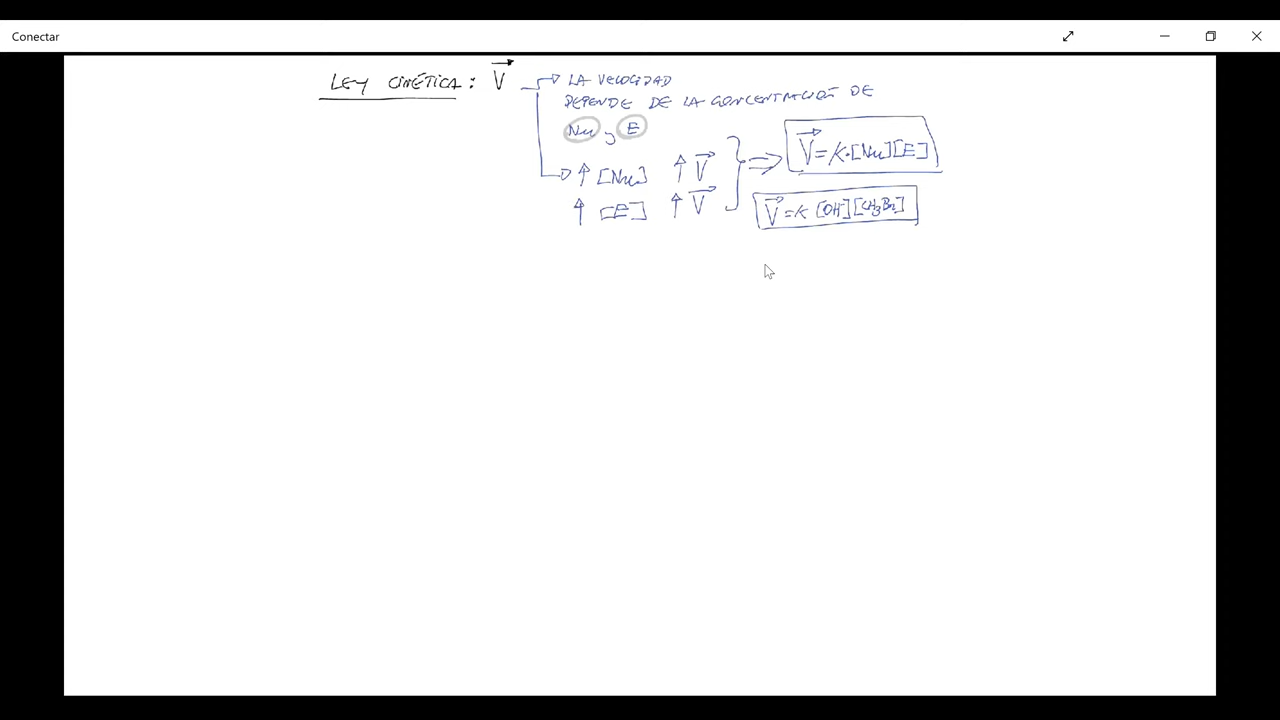 Conectar
LEY CINÉTICA: V
LA VELOCIDAD
DEPENDE DE LA CONCENTRACIÓN DE
Nu y E
↑ [Nu] ↑ V
↑ [E] ↑ V
V = K·[Nu][E]
V = K [OH⁻][CH₃Br]